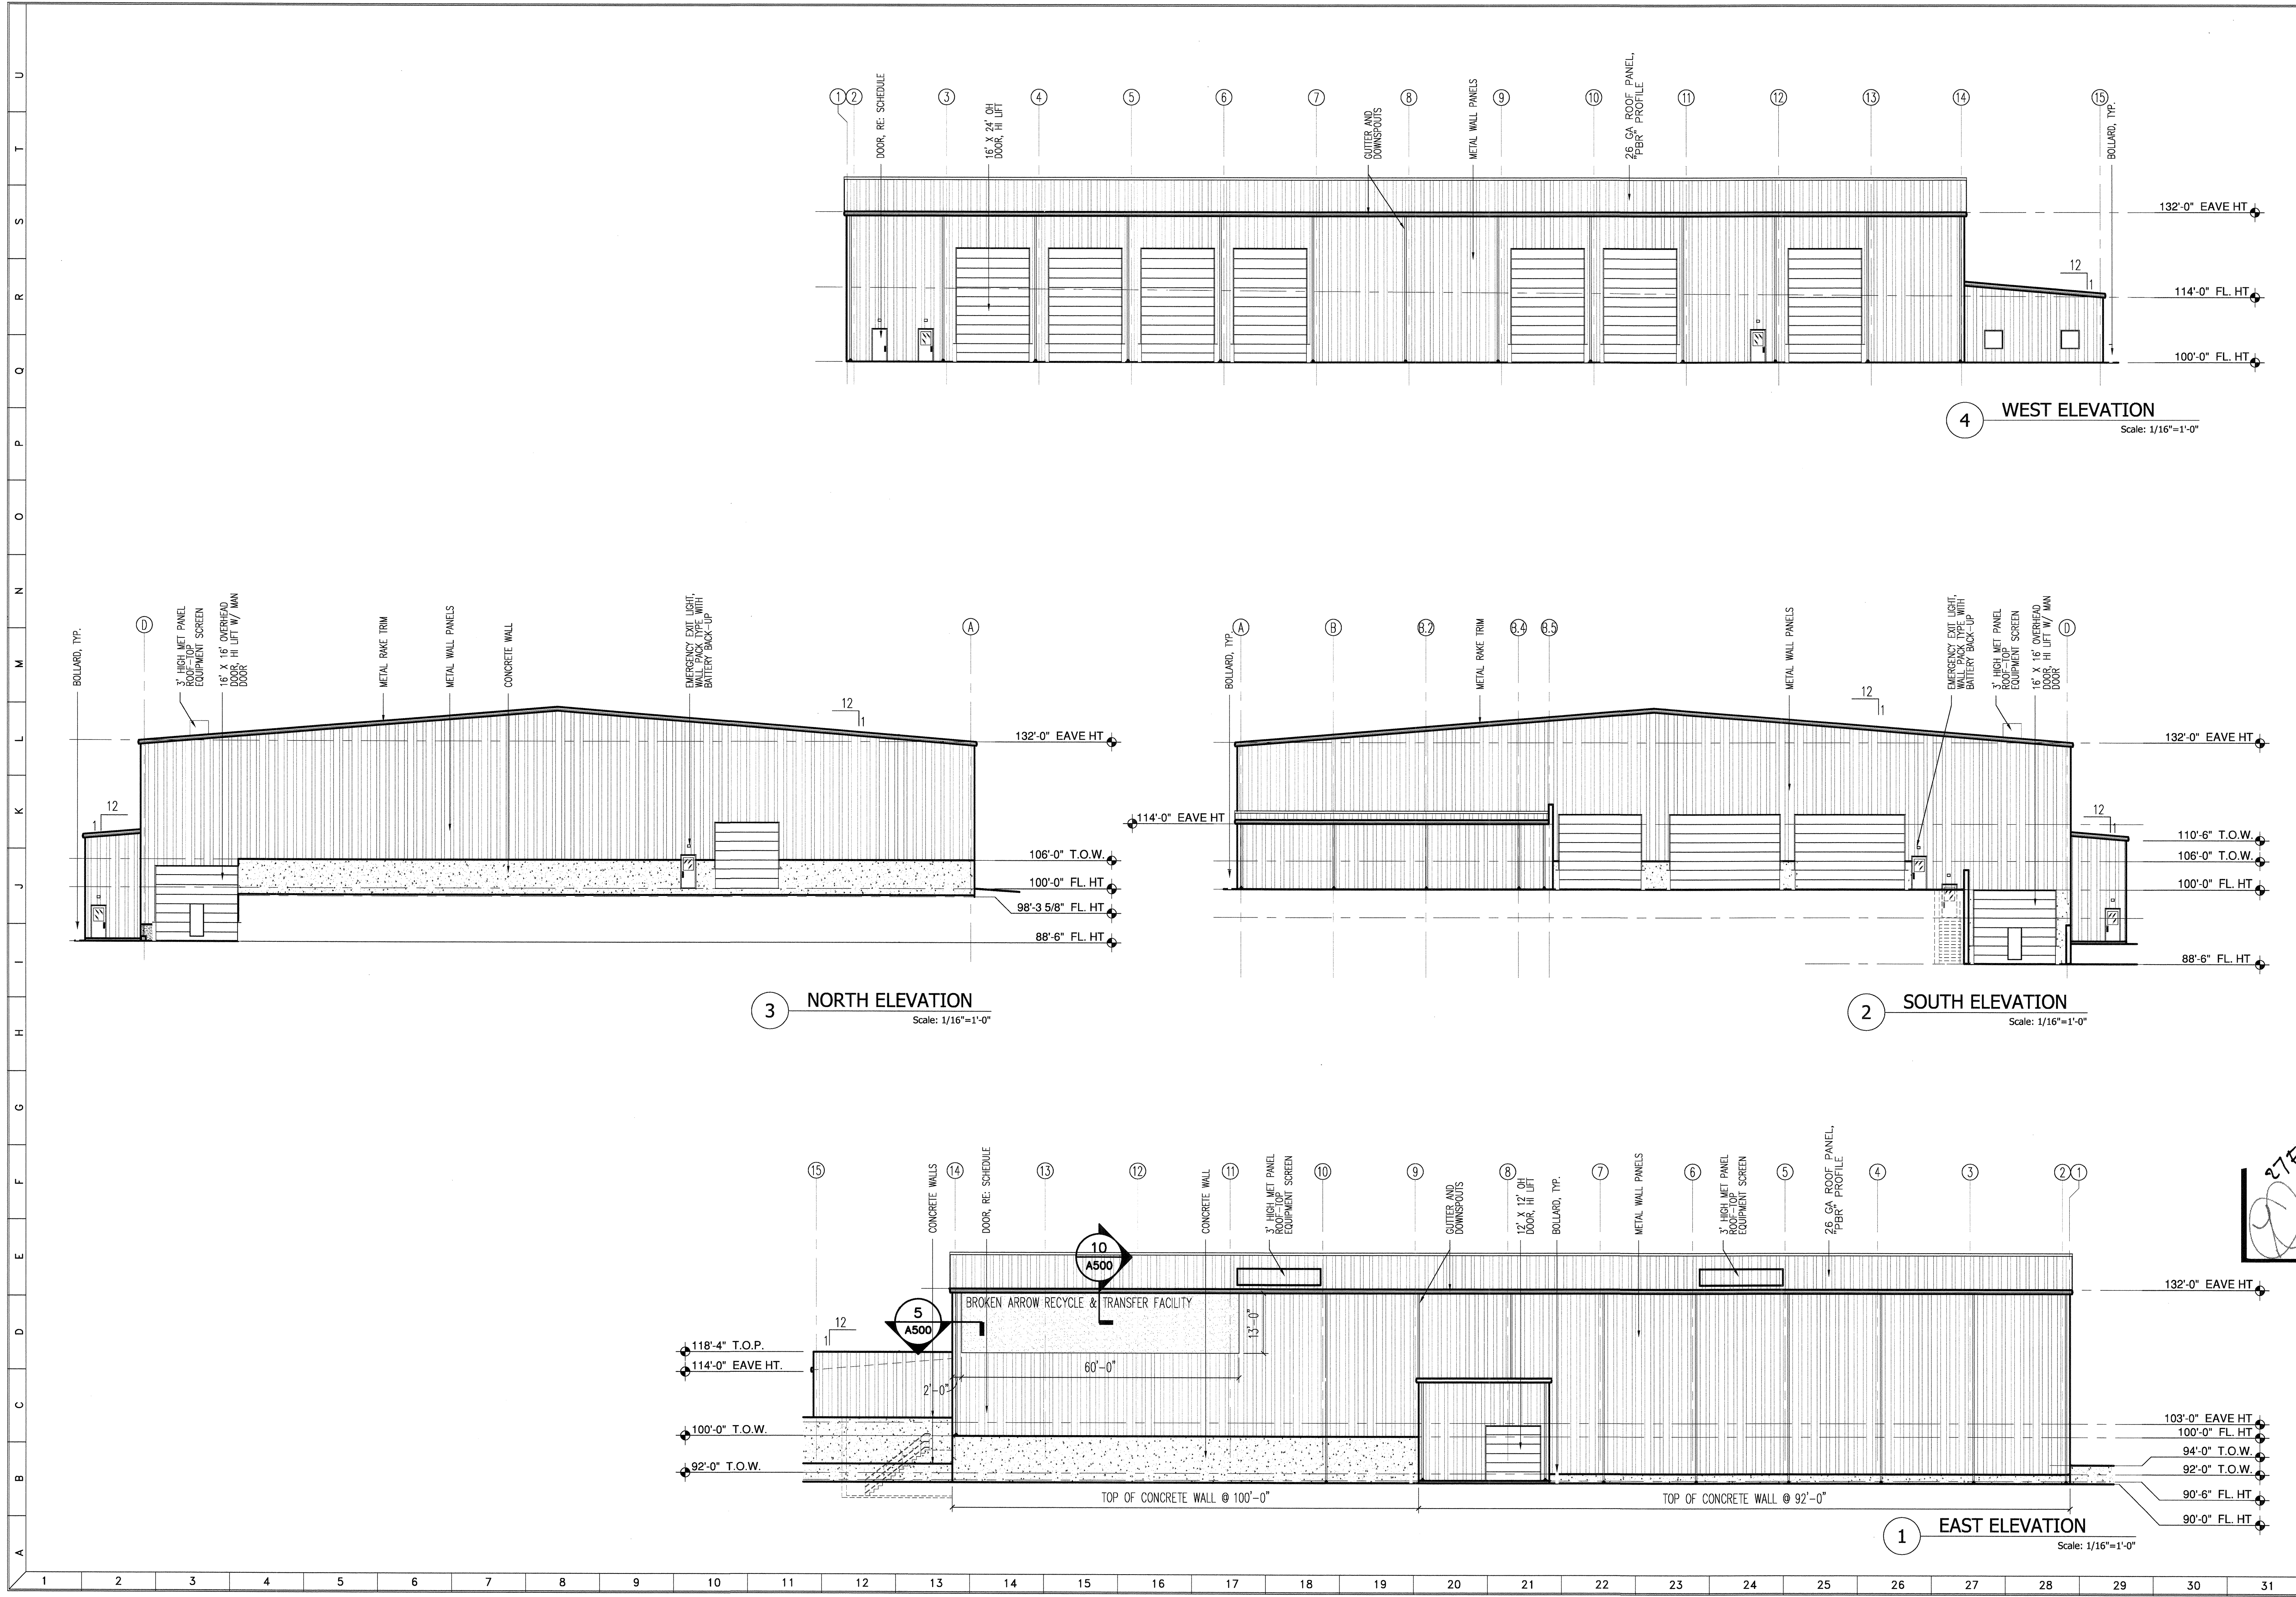 1 2 3 4 5 6 7 8 9 10 11 12 13 14 15
DOOR, RE: SCHEDULE
16' X 24' OH
DOOR, HI LIFT
GUTTER AND
DOWNSPOUTS
METAL WALL PANELS
26 GA ROOF PANEL,
"PBR" PROFILE
BOLLARD, TYP.
132'-0" EAVE HT
12
1
114'-0" FL. HT
100'-0" FL. HT
4
WEST ELEVATION
Scale: 1/16"=1'-0"
BOLLARD, TYP.
D
3' HIGH MET PANEL
ROOF-TOP
EQUIPMENT SCREEN
16' X 16' OVERHEAD
DOOR, HI LIFT W/ MAN
DOOR
METAL RAKE TRIM
METAL WALL PANELS
CONCRETE WALL
EMERGENCY EXIT LIGHT,
WALL PACK TYPE WITH
BATTERY BACK-UP
A
12
1
12
1
132'-0" EAVE HT
106'-0" T.O.W.
100'-0" FL. HT
98'-3 5/8" FL. HT
88'-6" FL. HT
3
NORTH ELEVATION
Scale: 1/16"=1'-0"
BOLLARD, TYP.
A
B
B.2
B.4
B.5
METAL RAKE TRIM
METAL WALL PANELS
EMERGENCY EXIT LIGHT,
WALL PACK TYPE WITH
BATTERY BACK-UP
3' HIGH MET PANEL
ROOF-TOP
EQUIPMENT SCREEN
16' X 16' OVERHEAD
DOOR, HI LIFT W/ MAN
DOOR
D
12
1
132'-0" EAVE HT
114'-0" EAVE HT
12
1
110'-6" T.O.W.
106'-0" T.O.W.
100'-0" FL. HT
88'-6" FL. HT
2
SOUTH ELEVATION
Scale: 1/16"=1'-0"
15 14 13 12 11 10 9 8 7 6 5 4 3 2 1
CONCRETE WALLS
DOOR, RE: SCHEDULE
CONCRETE WALL
3' HIGH MET PANEL
ROOF-TOP
EQUIPMENT SCREEN
GUTTER AND
DOWNSPOUTS
12' X 12' OH
DOOR, HI LIFT
BOLLARD, TYP.
METAL WALL PANELS
3' HIGH MET PANEL
ROOF-TOP
EQUIPMENT SCREEN
26 GA ROOF PANEL,
"PBR" PROFILE
10
A500
5
A500
BROKEN ARROW RECYCLE & TRANSFER FACILITY
13'-0"
60'-0"
2'-0"
12
1
118'-4" T.O.P.
114'-0" EAVE HT.
100'-0" T.O.W.
92'-0" T.O.W.
132'-0" EAVE HT
103'-0" EAVE HT
100'-0" FL. HT
94'-0" T.O.W.
92'-0" T.O.W.
90'-6" FL. HT
90'-0" FL. HT
TOP OF CONCRETE WALL @ 100'-0"
TOP OF CONCRETE WALL @ 92'-0"
1
EAST ELEVATION
Scale: 1/16"=1'-0"
U
T
S
R
Q
P
O
N
M
L
K
J
I
H
G
F
E
D
C
B
A
1 2 3 4 5 6 7 8 9 10 11 12 13 14 15 16 17 18 19 20 21 22 23 24 25 26 27 28 29 30 31